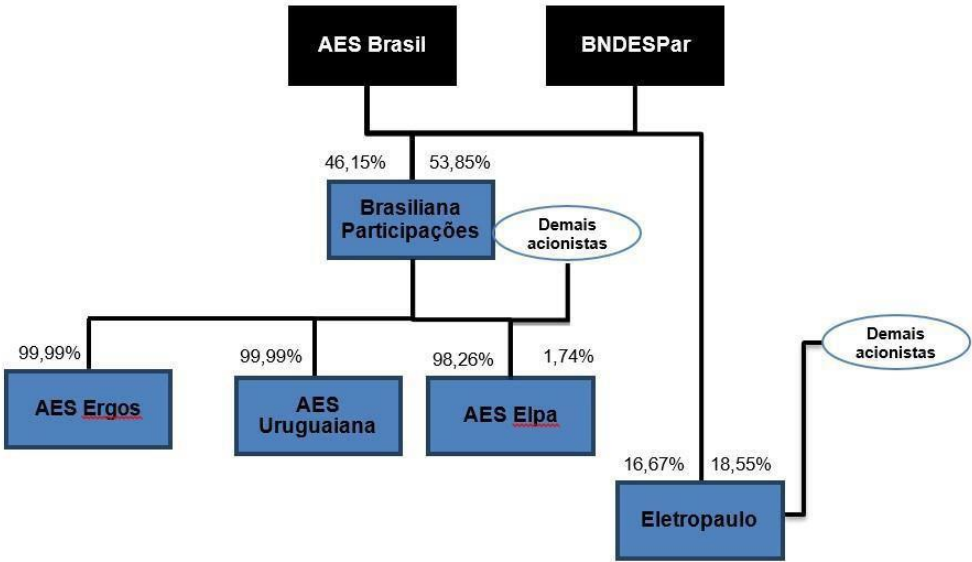 AES Brasil
BNDESPar
46,15%
53,85%
Brasiliana
Participações
Demais
acionistas
99,99%
99,99%
98,26%
1,74%
AES Ergos
AES
Uruguaiana
AES Elpa
Demais
acionistas
16,67%
18,55%
Eletropaulo